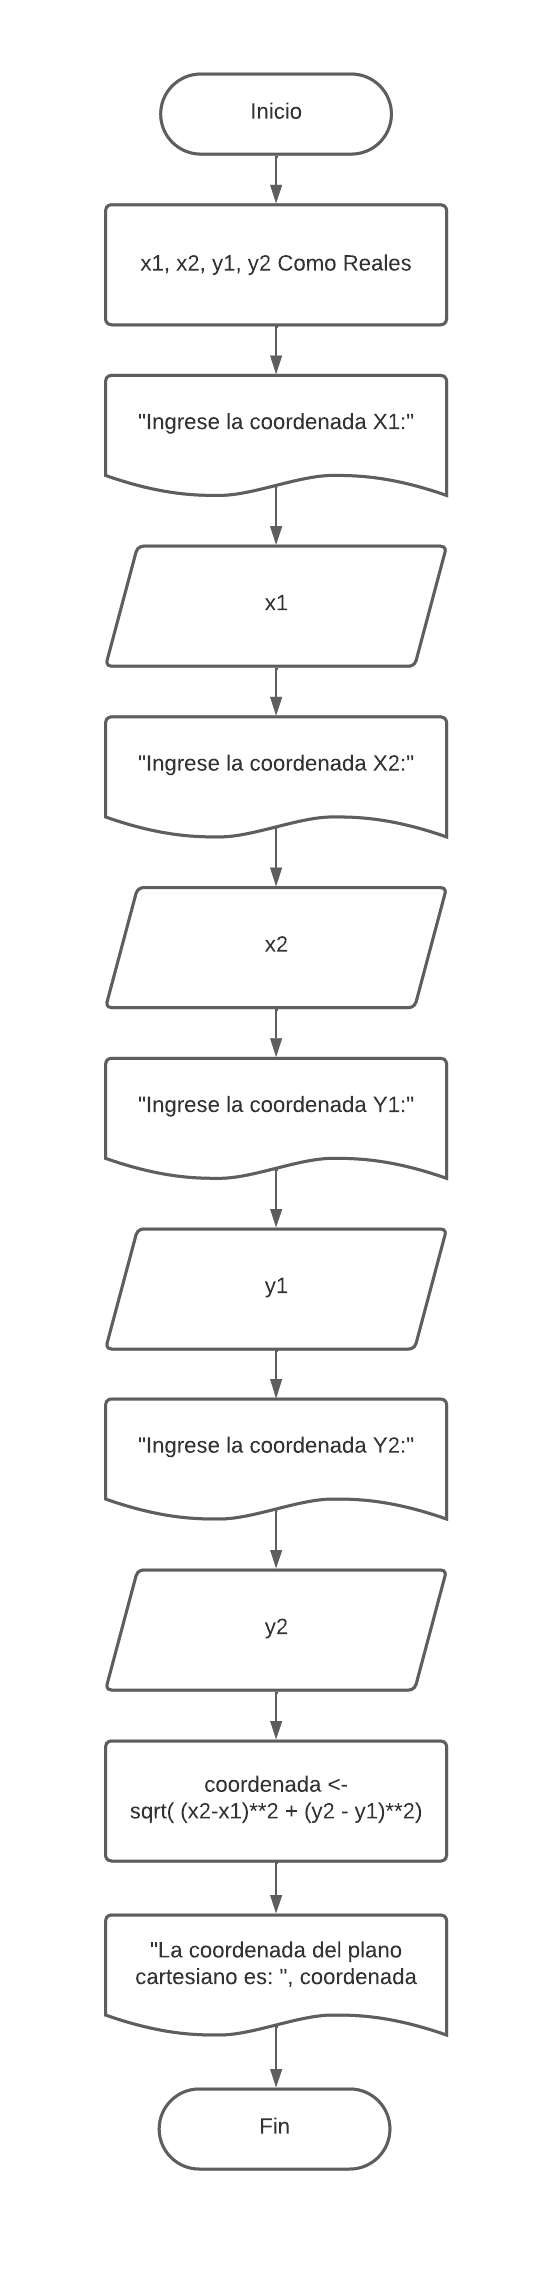 Inicio
x1, x2, y1, y2 Como Reales
"Ingrese la coordenada X1:"
x1
"Ingrese la coordenada X2:"
x2
"Ingrese la coordenada Y1:"
y1
"Ingrese la coordenada Y2:"
y2
coordenada <-
sqrt( (x2-x1)**2 + (y2 - y1)**2)
"La coordenada del plano
cartesiano es: ", coordenada
Fin